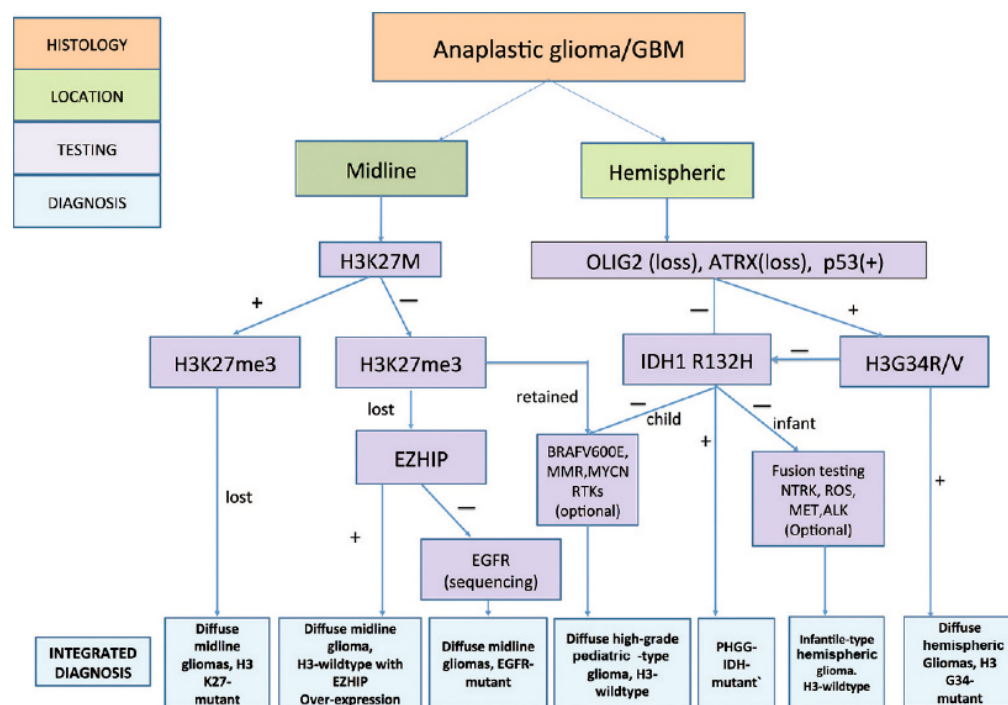 HISTOLOGY
LOCATION
TESTING
DIAGNOSIS
Anaplastic glioma/GBM
Midline
Hemispheric
H3K27M
OLIG2 (loss), ATRX(loss), p53(+)
+
—
—
+
H3K27me3
H3K27me3
IDH1 R132H
—
H3G34R/V
lost
retained
—
child
+
—
infant
EZHIP
BRAFV600E,
MMR,MYCN
RTKs
(optional)
Fusion testing
NTRK, ROS,
MET,ALK
(Optional)
lost
+
—
+
EGFR
(sequencing)
INTEGRATED
DIAGNOSIS
Diffuse
midline
gliomas, H3
K27-
mutant
Diffuse midline
glioma,
H3-wildtype with
EZHIP
Over-expression
Diffuse midline
gliomas, EGFR-
mutant
Diffuse high-grade
pediatric -type
glioma, H3-
wildtype
PHGG-
IDH-
mutant`
Infantile-type
hemispheric
glioma.
H3-wildtype
Diffuse
hemispheric
Gliomas, H3
G34-
mutant